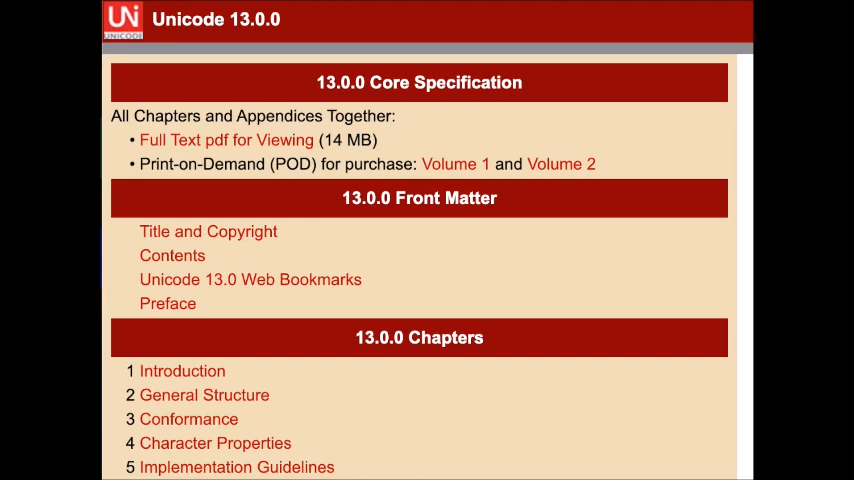 UNi
UNICODE
Unicode 13.0.0
13.0.0 Core Specification
All Chapters and Appendices Together:
• Full Text pdf for Viewing (14 MB)
• Print-on-Demand (POD) for purchase: Volume 1 and Volume 2
13.0.0 Front Matter
Title and Copyright
Contents
Unicode 13.0 Web Bookmarks
Preface
13.0.0 Chapters
1 Introduction
2 General Structure
3 Conformance
4 Character Properties
5 Implementation Guidelines